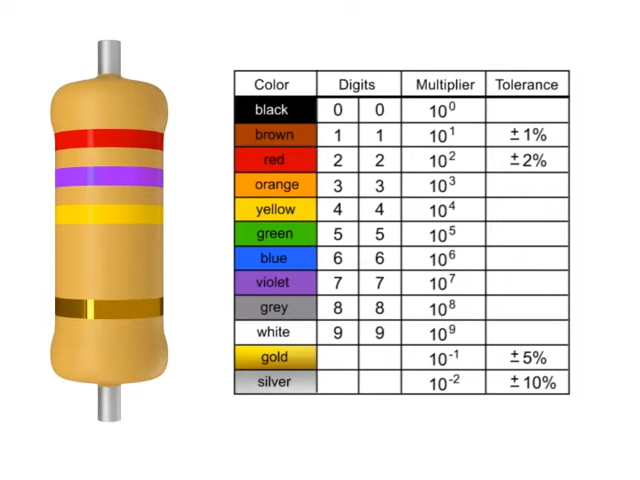 Color Digits Multiplier Tolerance
black 0 0 10⁰
brown 1 1 10¹ ±1%
red 2 2 10² ±2%
orange 3 3 10³
yellow 4 4 10⁴
green 5 5 10⁵
blue 6 6 10⁶
violet 7 7 10⁷
grey 8 8 10⁸
white 9 9 10⁹
gold 10⁻¹ ±5%
silver 10⁻² ±10%